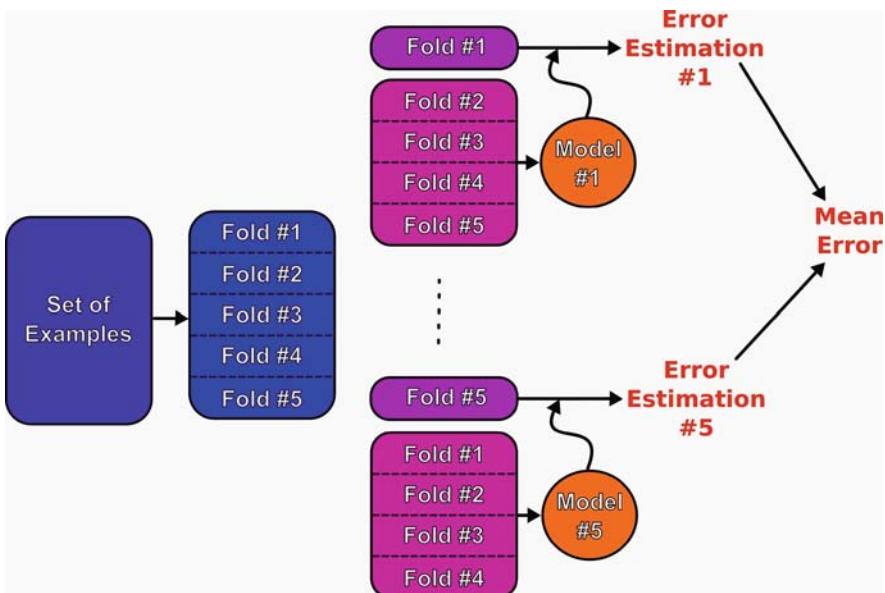 Set of
Examples
Fold #1
Fold #2
Fold #3
Fold #4
Fold #5
Fold #1
Fold #2
Fold #3
Fold #4
Fold #5
Model
#1
Error
Estimation
#1
Fold #5
Fold #1
Fold #2
Fold #3
Fold #4
Model
#5
Error
Estimation
#5
Mean
Error